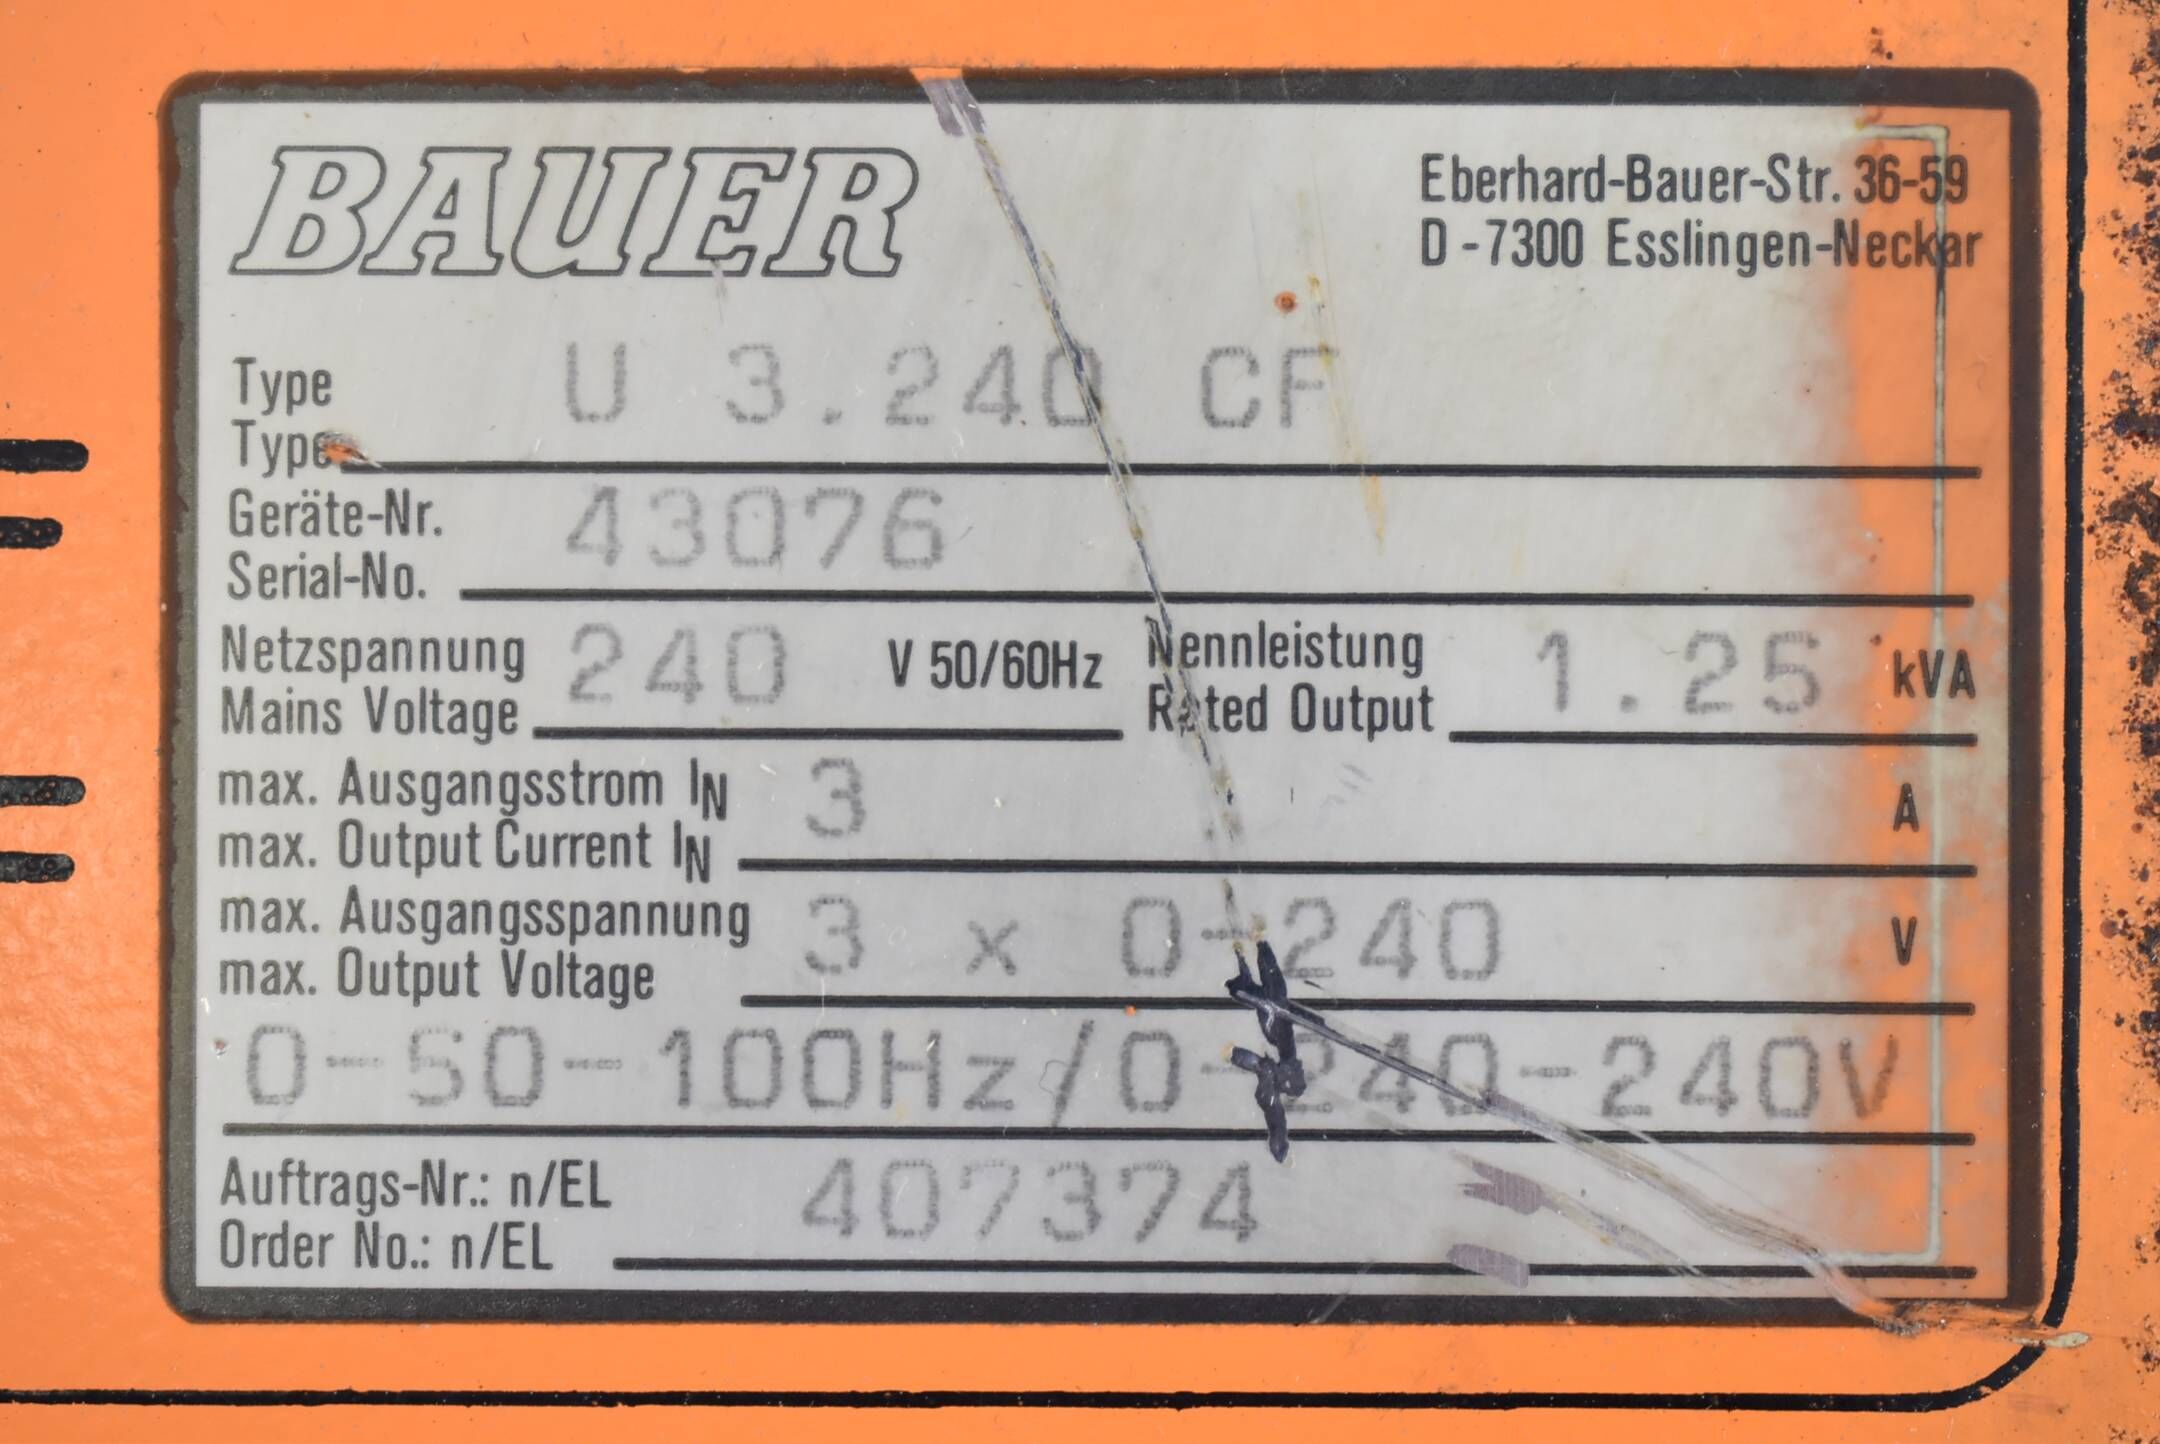 BAUER
Eberhard-Bauer-Str. 36-59
D-7300 Esslingen-Neckar
Type U 3.240 CF
Type
Geräte-Nr. 43076
Serial-No.
Netzspannung 240 V 50/60Hz Nennleistung 1.25 kVA
Mains Voltage Rated Output
max. Ausgangsstrom IN 3 A
max. Output Current IN
max. Ausgangsspannung 3 x 0-240 V
max. Output Voltage
0-50-100Hz/0-240-240V
Auftrags-Nr.: n/EL 407374
Order No.: n/EL